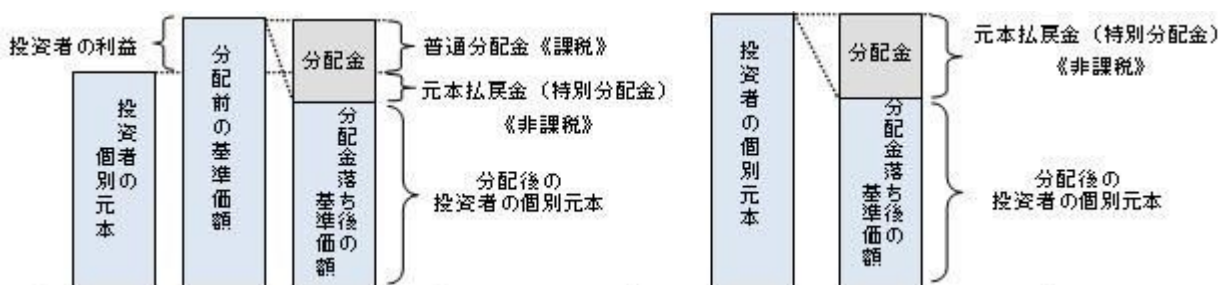 投資者の利益
投資者の
個別元本
分配前の基準価額
分配金
分配金落ち後の
基準価額
普通分配金《課税》
元本払戻金（特別分配金）
《非課税》
分配後の
投資者の個別元本
投資者の個別元本
分配金
分配金落ち後の
基準価額
元本払戻金（特別分配金）
《非課税》
分配後の
投資者の個別元本